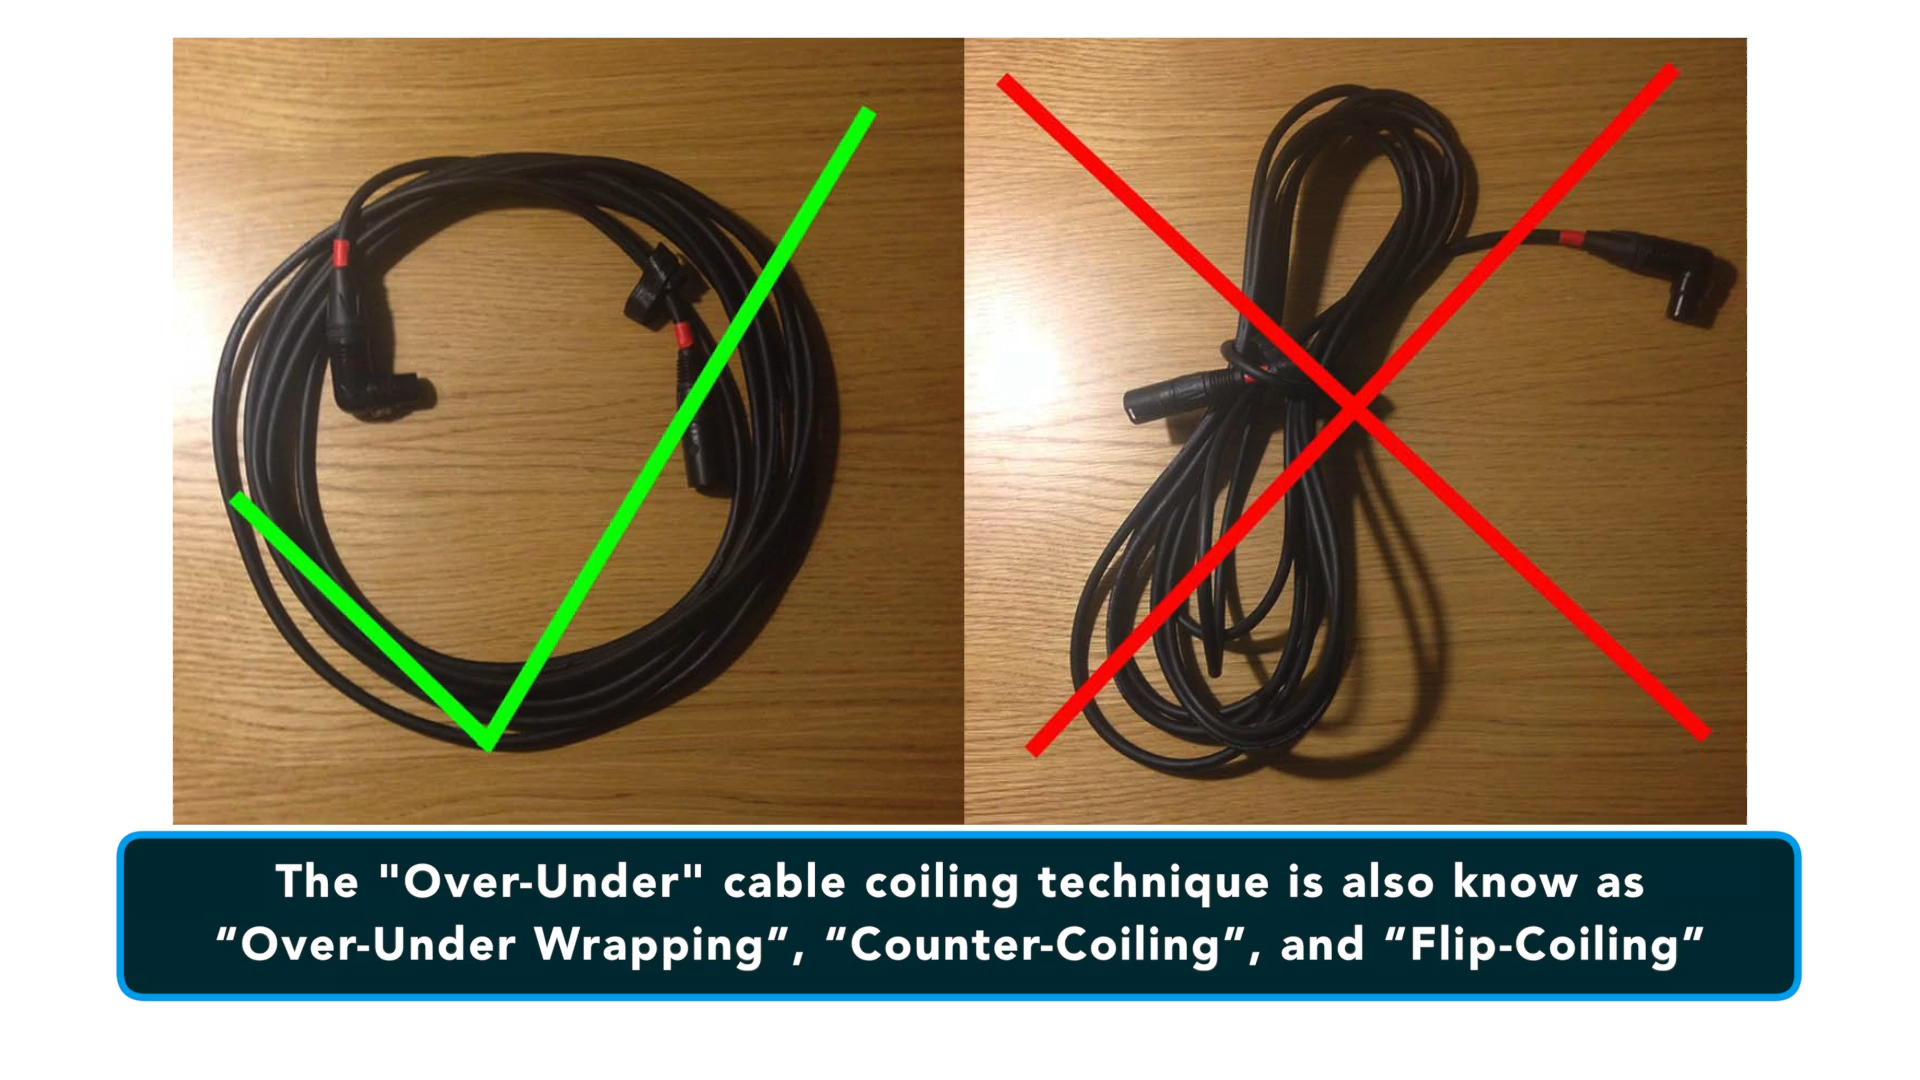 The "Over-Under" cable coiling technique is also know as
“Over-Under Wrapping”, “Counter-Coiling”, and “Flip-Coiling”